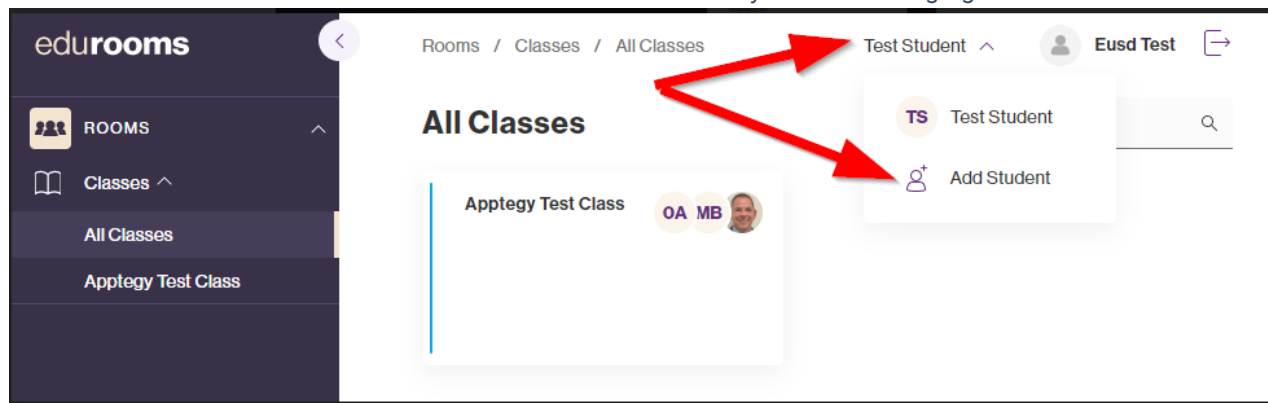 edurooms
Rooms / Classes / All Classes
Test Student
Eusd Test
ROOMS
Classes
All Classes
Apptegy Test Class
All Classes
Apptegy Test Class
OA MB
TS Test Student
Add Student